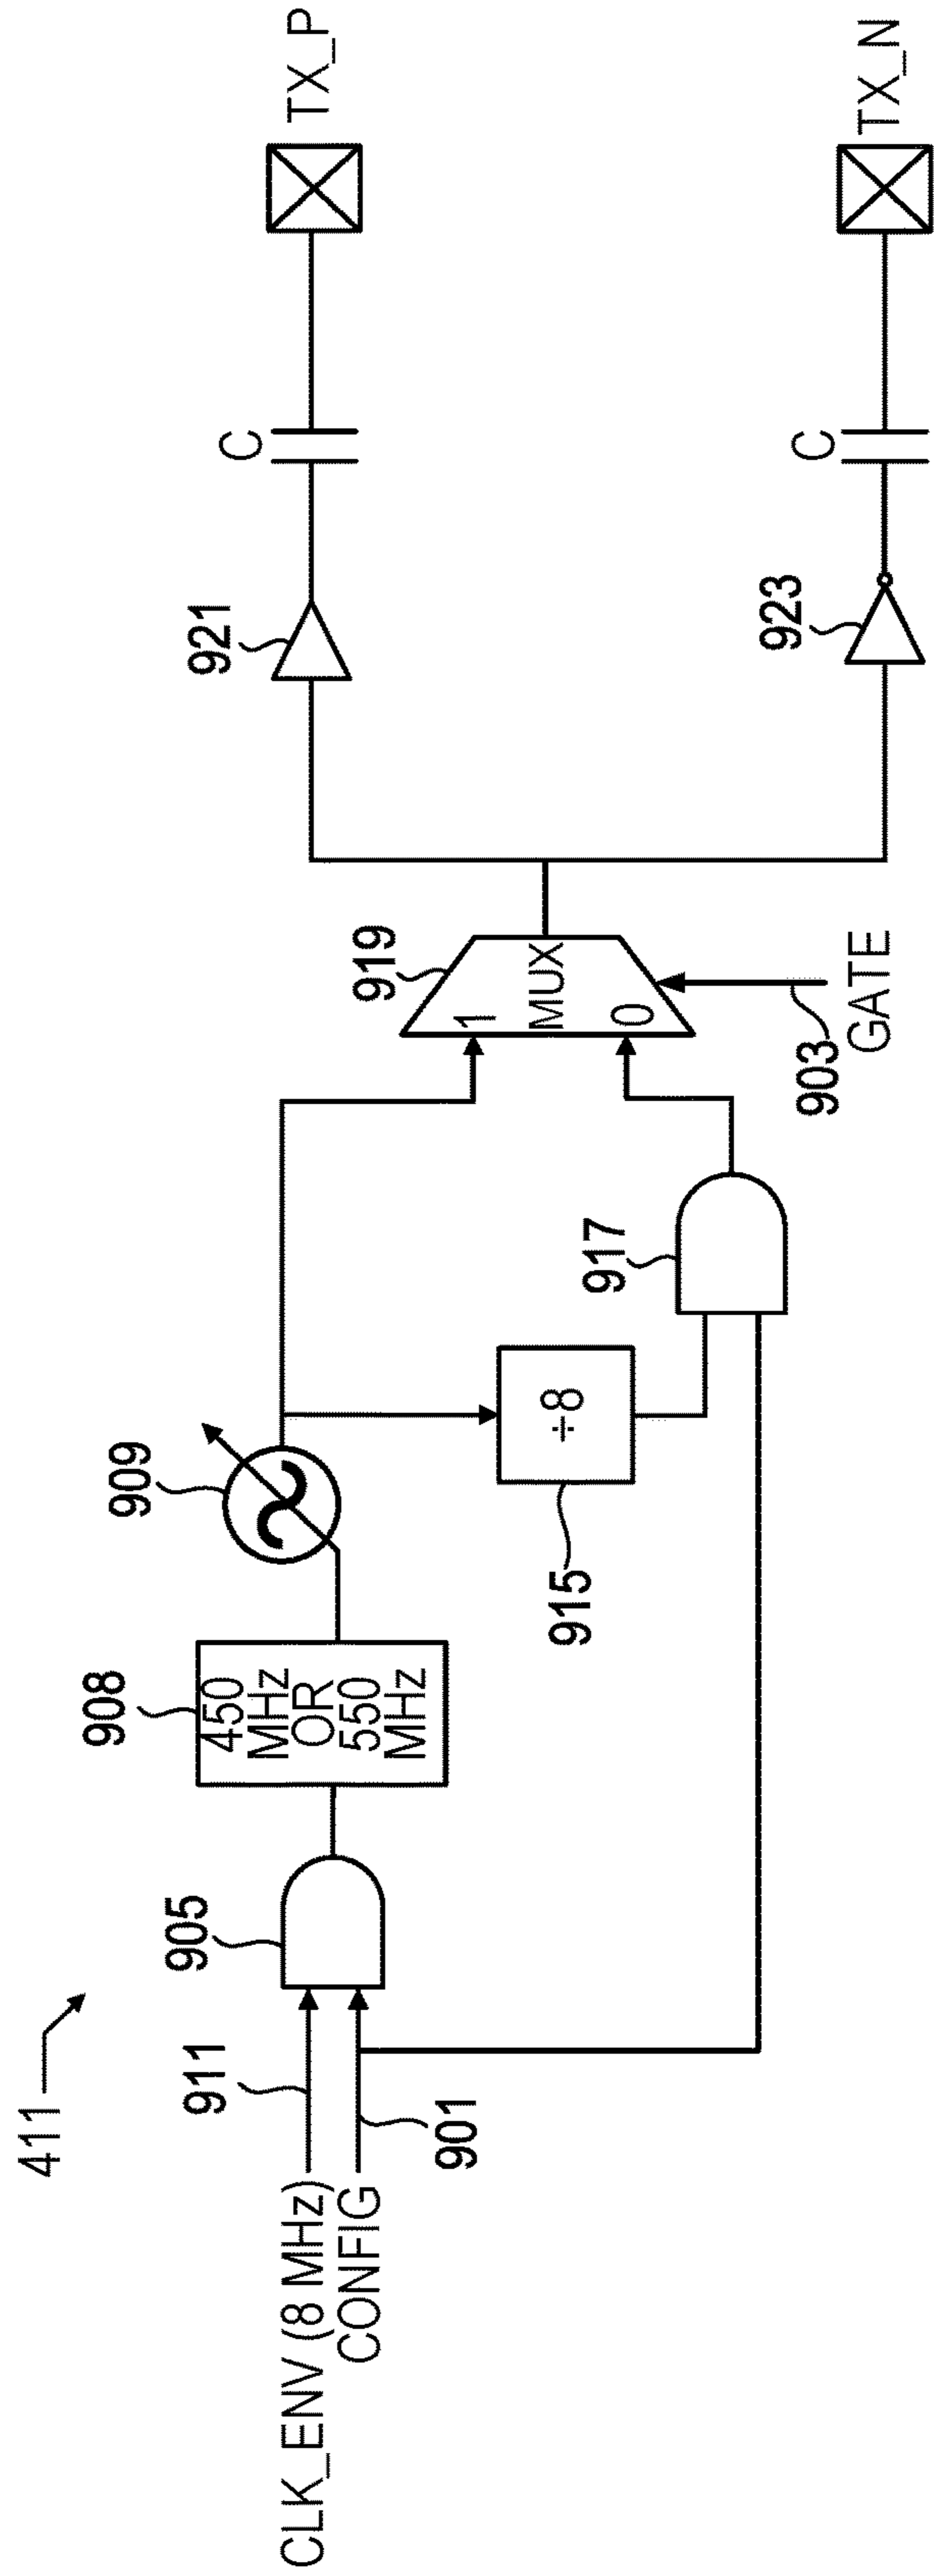 411
CLK_ENV (8 MHz)
CONFIG
911
901
905
908
450
MHz
OR
550
MHz
909
915
÷8
917
919
1
MUX
0
903
GATE
921
923
C
C
TX_P
TX_N